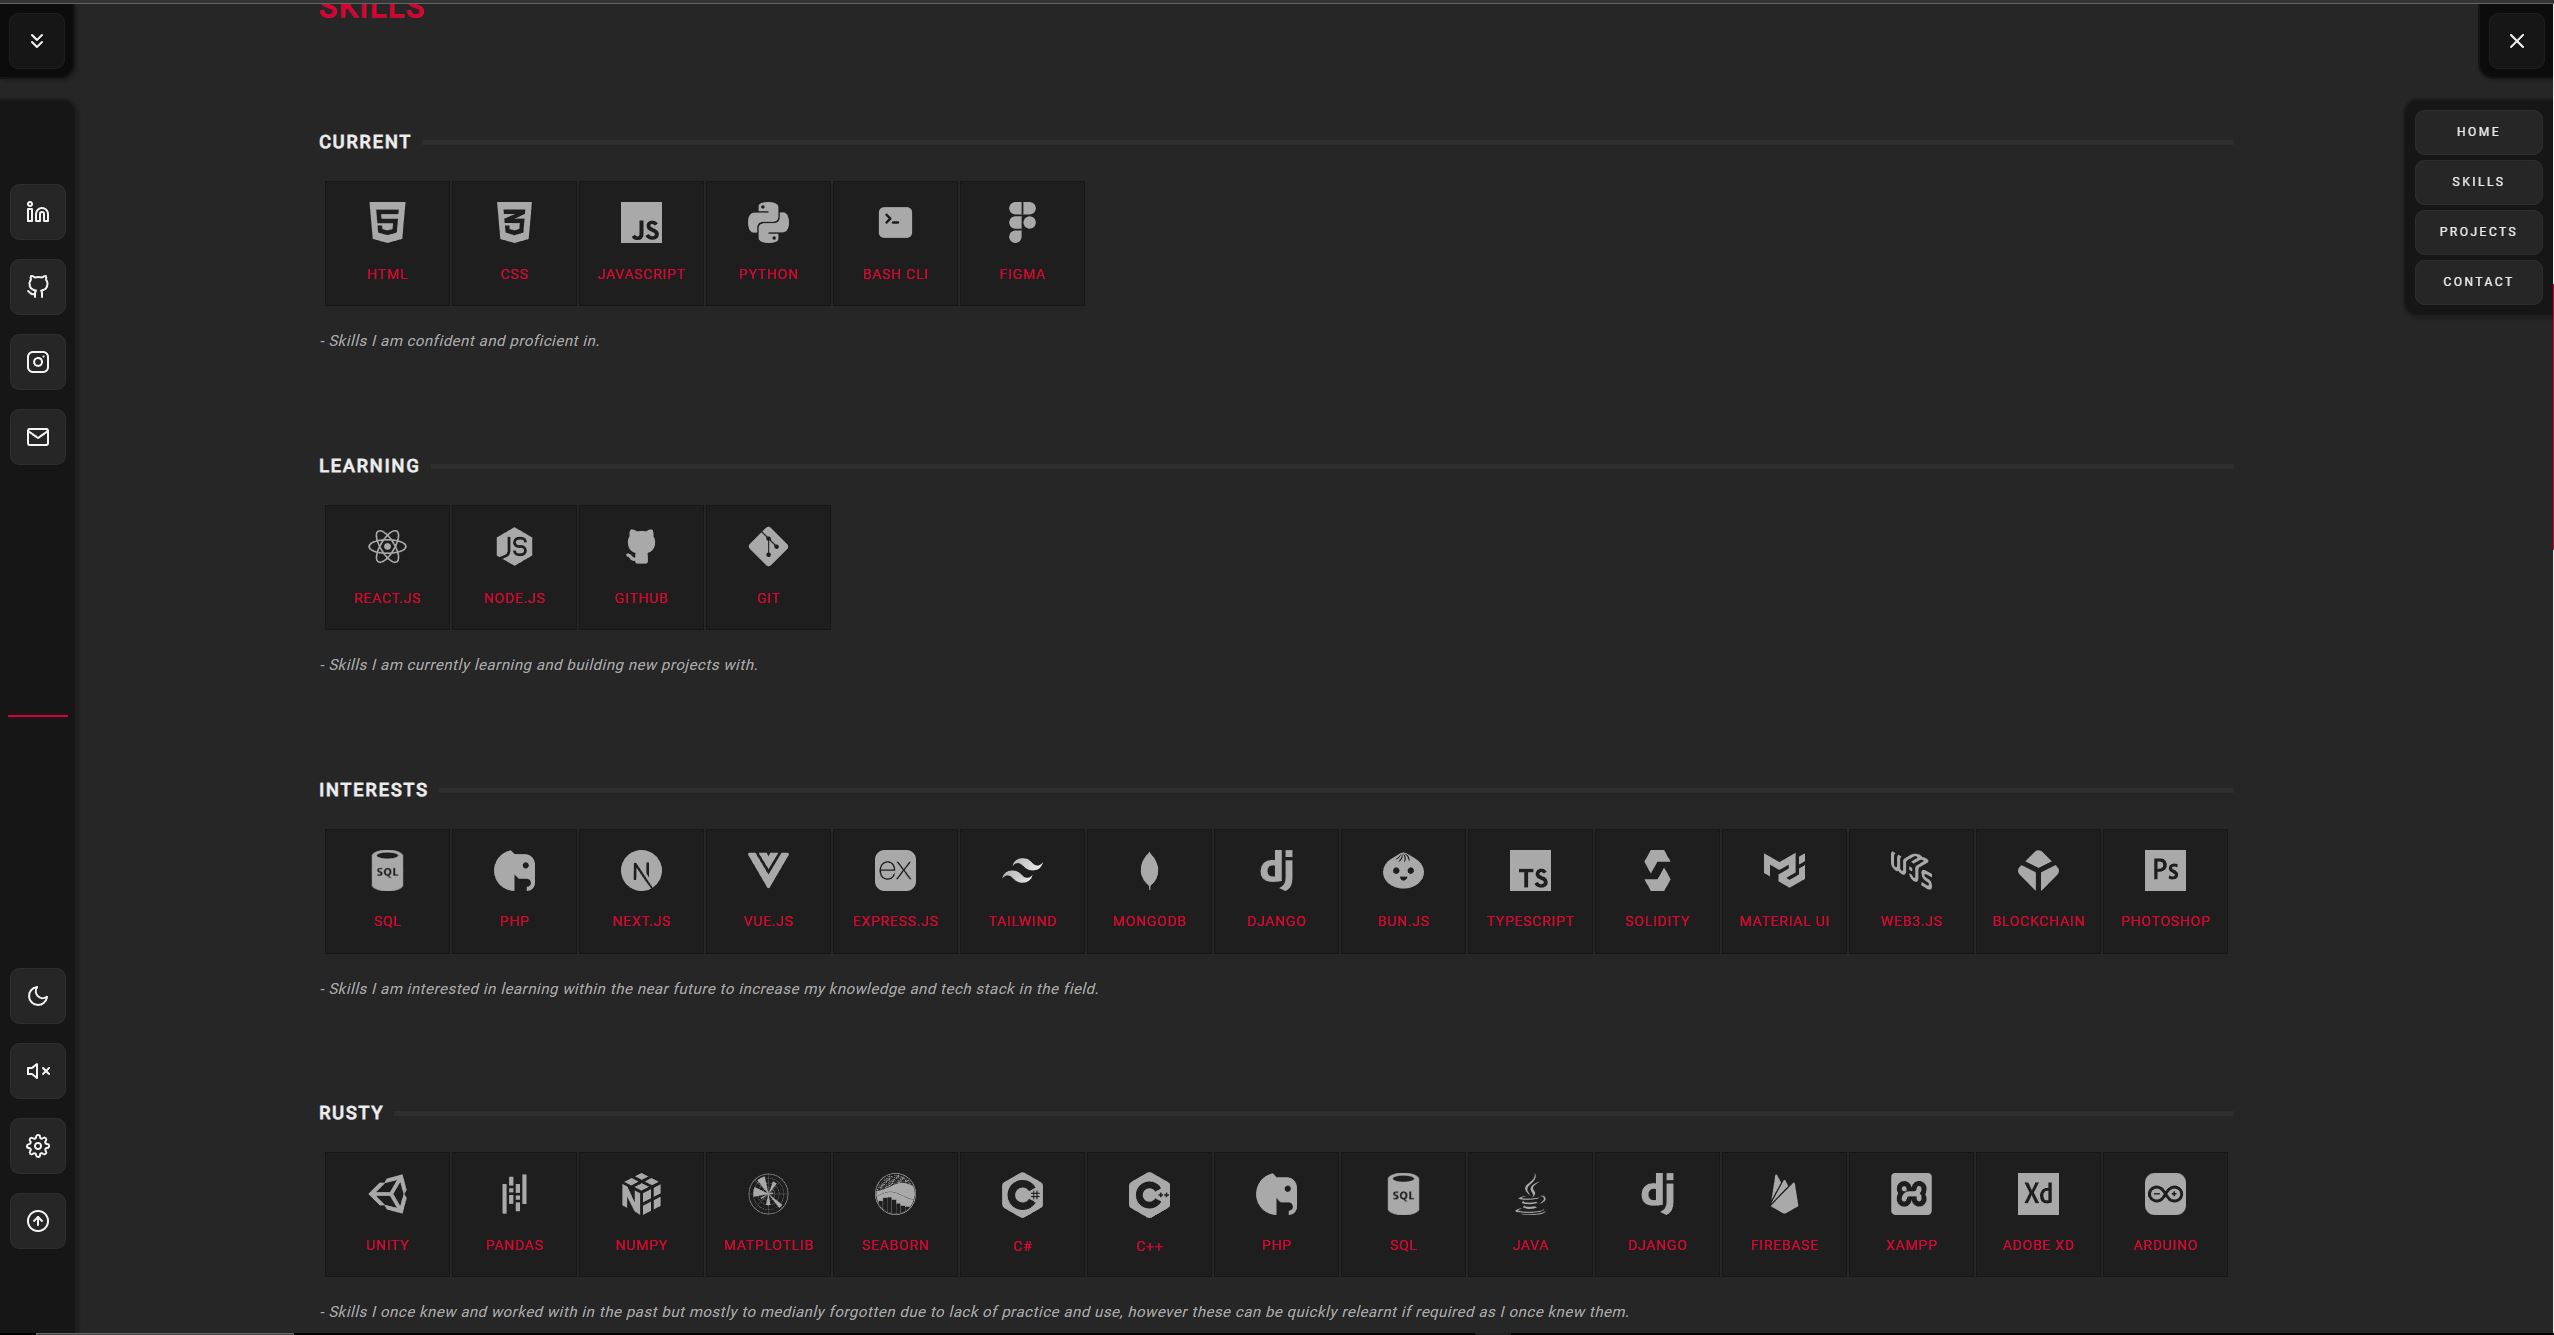 SKILLS
HOME
SKILLS
PROJECTS
CONTACT
CURRENT
HTML CSS JAVASCRIPT PYTHON BASH CLI FIGMA
- Skills I am confident and proficient in.
LEARNING
REACT.JS NODE.JS GITHUB GIT
- Skills I am currently learning and building new projects with.
INTERESTS
SQL PHP NEXT.JS VUE.JS EXPRESS.JS TAILWIND MONGODB DJANGO BUN.JS TYPESCRIPT SOLIDITY MATERIAL UI WEB3.JS BLOCKCHAIN PHOTOSHOP
- Skills I am interested in learning within the near future to increase my knowledge and tech stack in the field.
RUSTY
UNITY PANDAS NUMPY MATPLOTLIB SEABORN C# C++ PHP SQL JAVA DJANGO FIREBASE XAMPP ADOBE XD ARDUINO
- Skills I once knew and worked with in the past but mostly to medianly forgotten due to lack of practice and use, however these can be quickly relearnt if required as I once knew them.